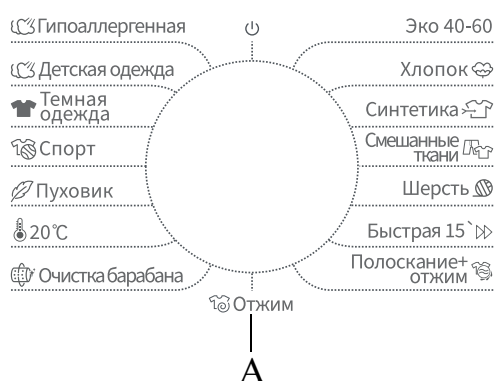 Гипоаллергенная
Эко 40-60
Детская одежда
Хлопок
Темная
одежда
Синтетика
Спорт
Смешанные
ткани
Пуховик
Шерсть
20℃
Быстрая 15`
Очистка барабана
Полоскание+
отжим
Отжим
A